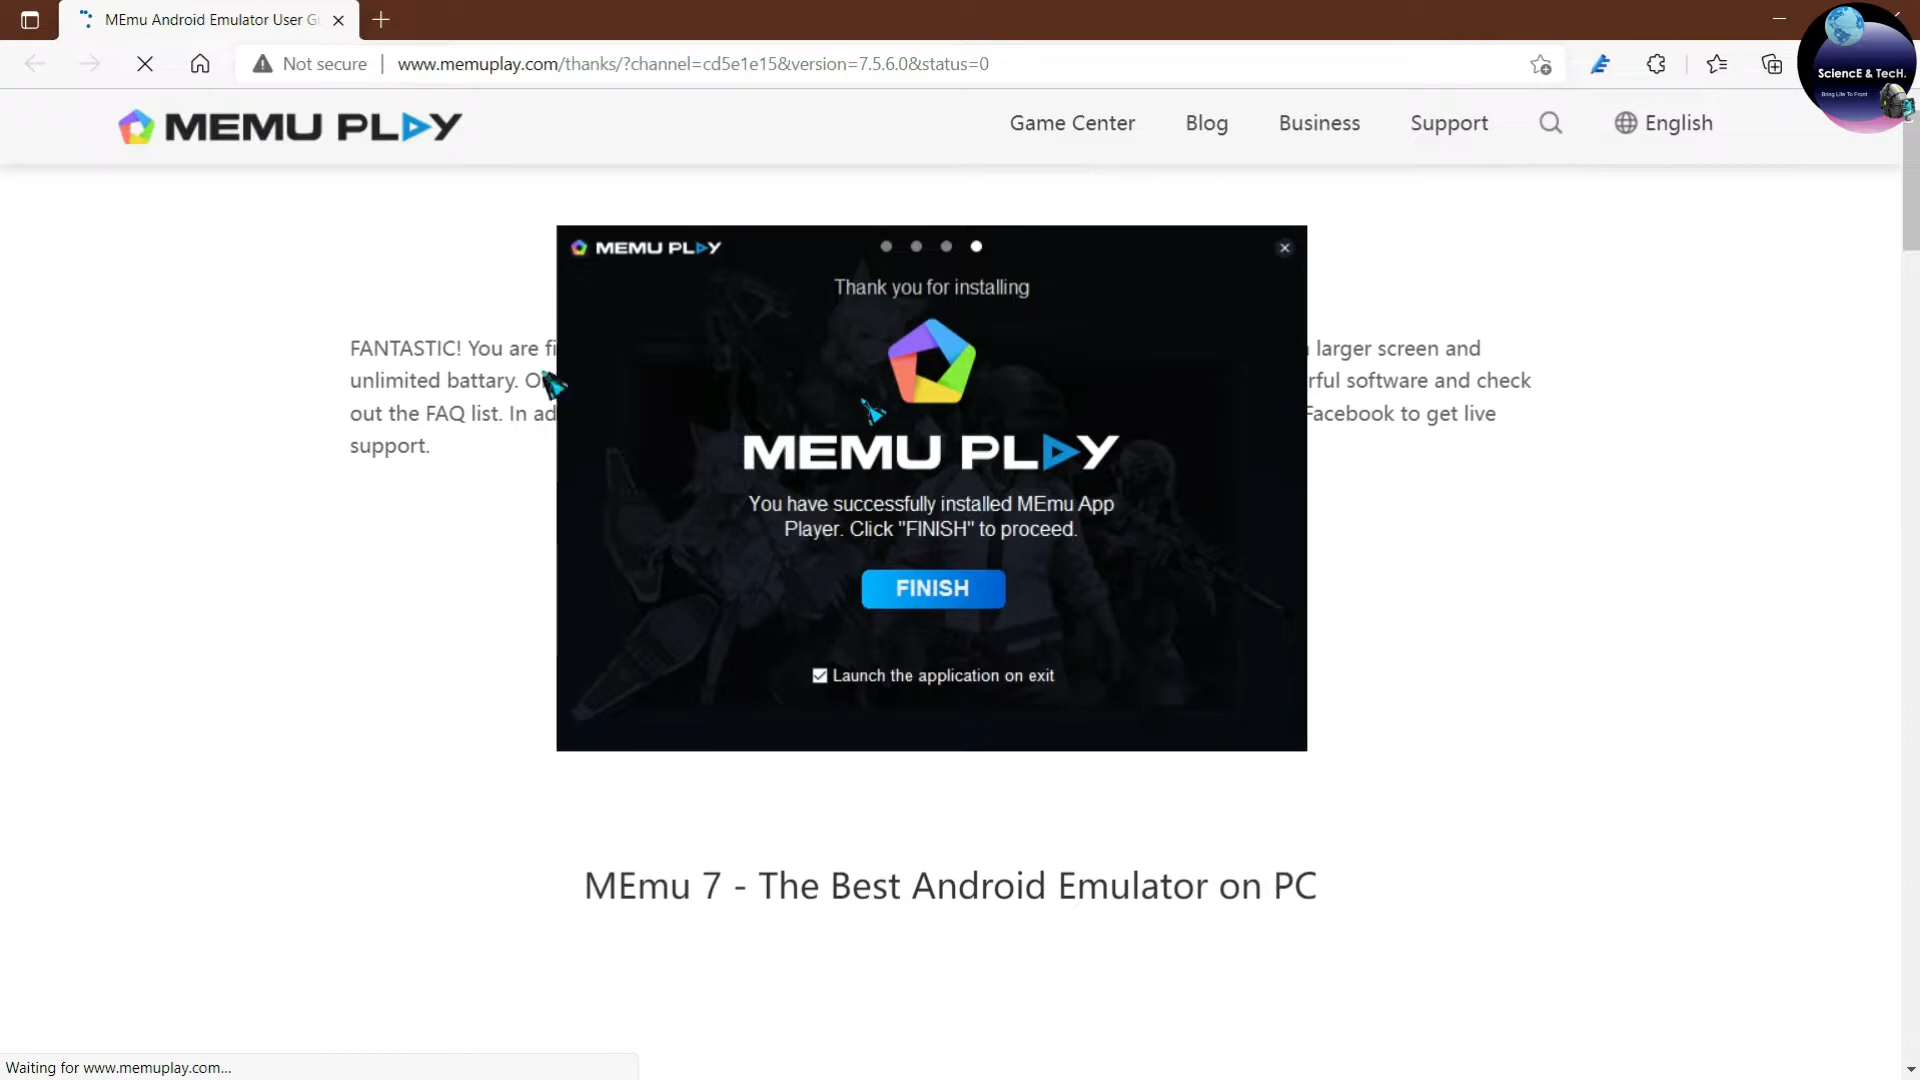 MEmu Android Emulator User G
Not secure
www.memuplay.com/thanks/?channel=cd5e1e15&version=7.5.6.0&status=0
SciencE & TecH.
Bring Life To Front
MEMU PLAY
Game Center
Blog
Business
Support
English
MEMU PLAY
Thank you for installing
FANTASTIC! You are fi
larger screen and
unlimited battary. O
rful software and check
out the FAQ list. In ad
Facebook to get live
support.
MEMU PLAY
You have successfully installed MEmu App
Player. Click "FINISH" to proceed.
FINISH
Launch the application on exit
MEmu 7 - The Best Android Emulator on PC
Waiting for www.memuplay.com...